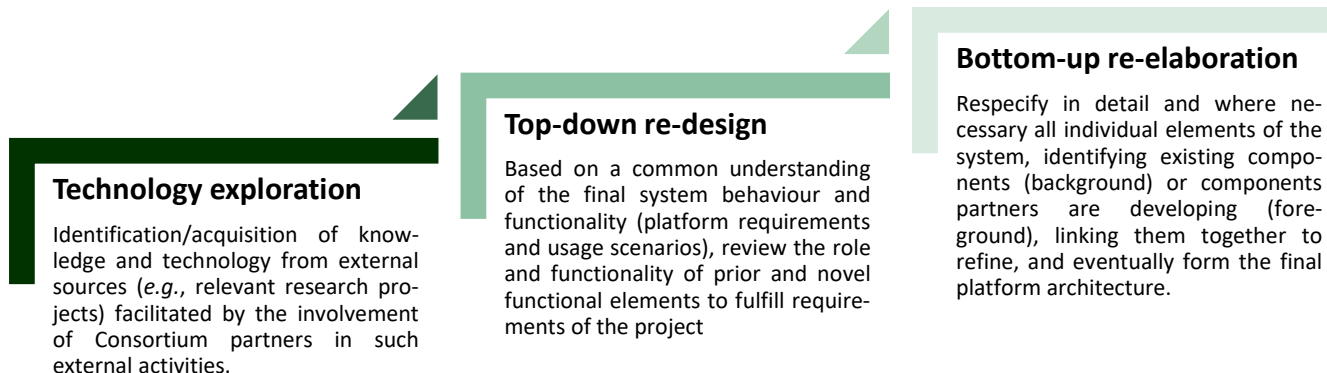 Technology exploration
Identification/acquisition of know-
ledge and technology from external
sources (e.g., relevant research pro-
jects) facilitated by the involvement
of Consortium partners in such
external activities.
Top-down re-design
Based on a common understanding
of the final system behaviour and
functionality (platform requirements
and usage scenarios), review the role
and functionality of prior and novel
functional elements to fulfill require-
ments of the project
Bottom-up re-elaboration
Respecify in detail and where ne-
cessary all individual elements of the
system, identifying existing compo-
nents (background) or components
partners are developing (fore-
ground), linking them together to
refine, and eventually form the final
platform architecture.